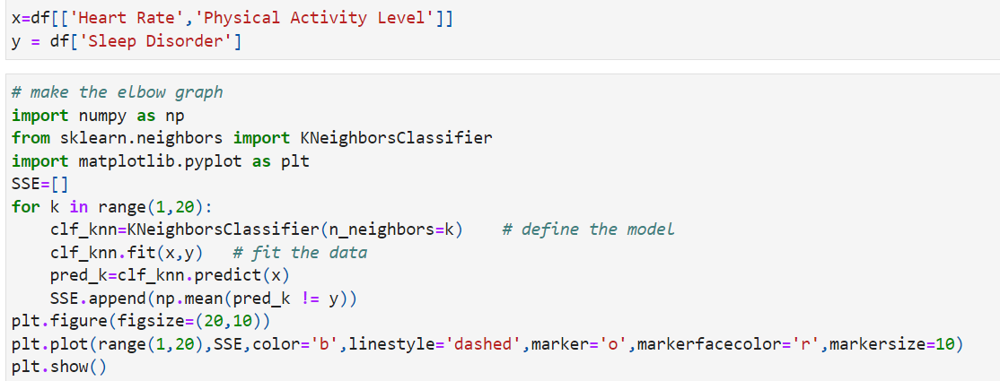 x=df[['Heart Rate','Physical Activity Level']]
y = df['Sleep Disorder']
# make the elbow graph
import numpy as np
from sklearn.neighbors import KNeighborsClassifier
import matplotlib.pyplot as plt
SSE=[]
for k in range(1,20):
    clf_knn=KNeighborsClassifier(n_neighbors=k)    # define the model
    clf_knn.fit(x,y)   # fit the data
    pred_k=clf_knn.predict(x)
    SSE.append(np.mean(pred_k != y))
plt.figure(figsize=(20,10))
plt.plot(range(1,20),SSE,color='b',linestyle='dashed',marker='o',markerfacecolor='r',markersize=10)
plt.show()